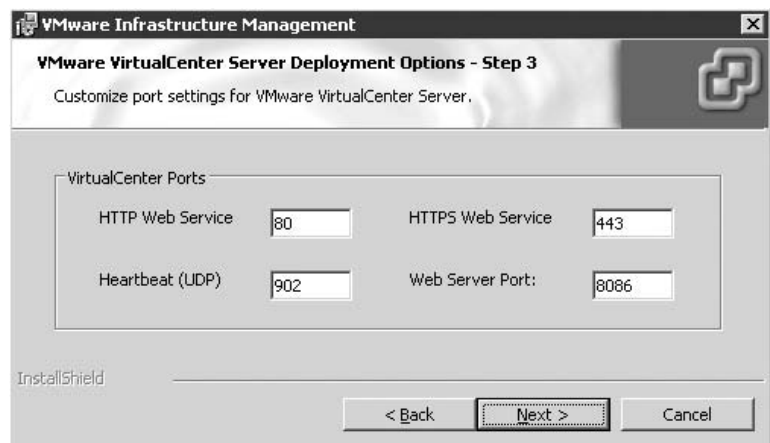 VMware Infrastructure Management
VMware VirtualCenter Server Deployment Options - Step 3
Customize port settings for VMware VirtualCenter Server.
VirtualCenter Ports
HTTP Web Service 80 HTTPS Web Service 443
Heartbeat (UDP) 902 Web Server Port: 8086
InstallShield
< Back Next > Cancel